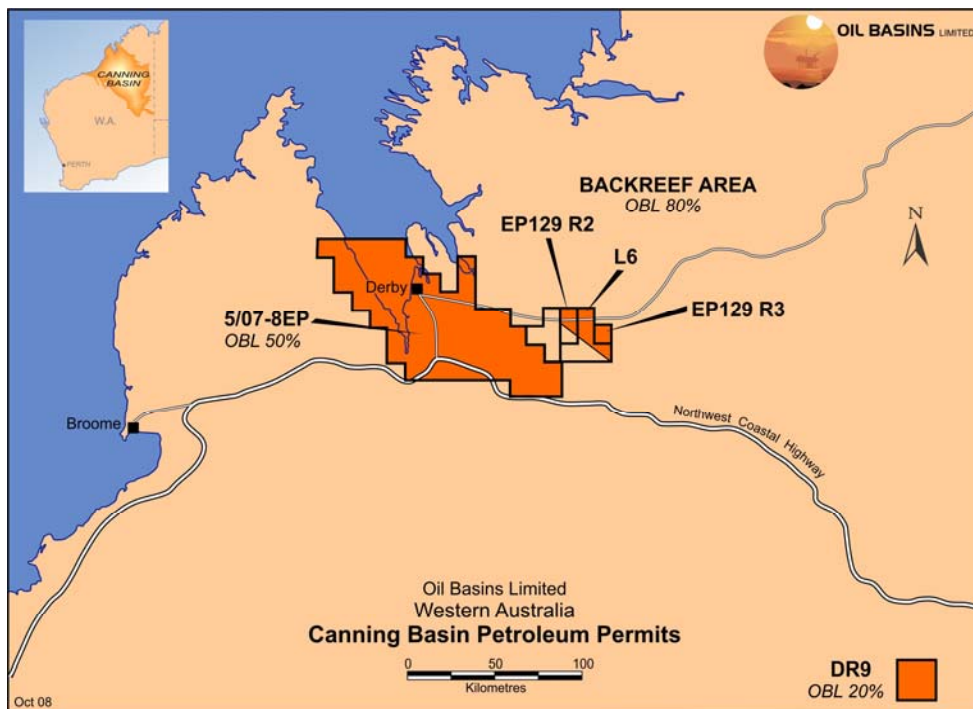 CANNING
BASIN
W.A.
PERTH
OIL BASINS LIMITED
BACKREEF AREA
OBL 80%
EP129 R2
N
L6
Derby
EP129 R3
5/07-8EP
OBL 50%
Broome
Northwest Coastal Highway
Oil Basins Limited
Western Australia
Canning Basin Petroleum Permits
0 50 100
Kilometres
DR9
OBL 20%
Oct 08